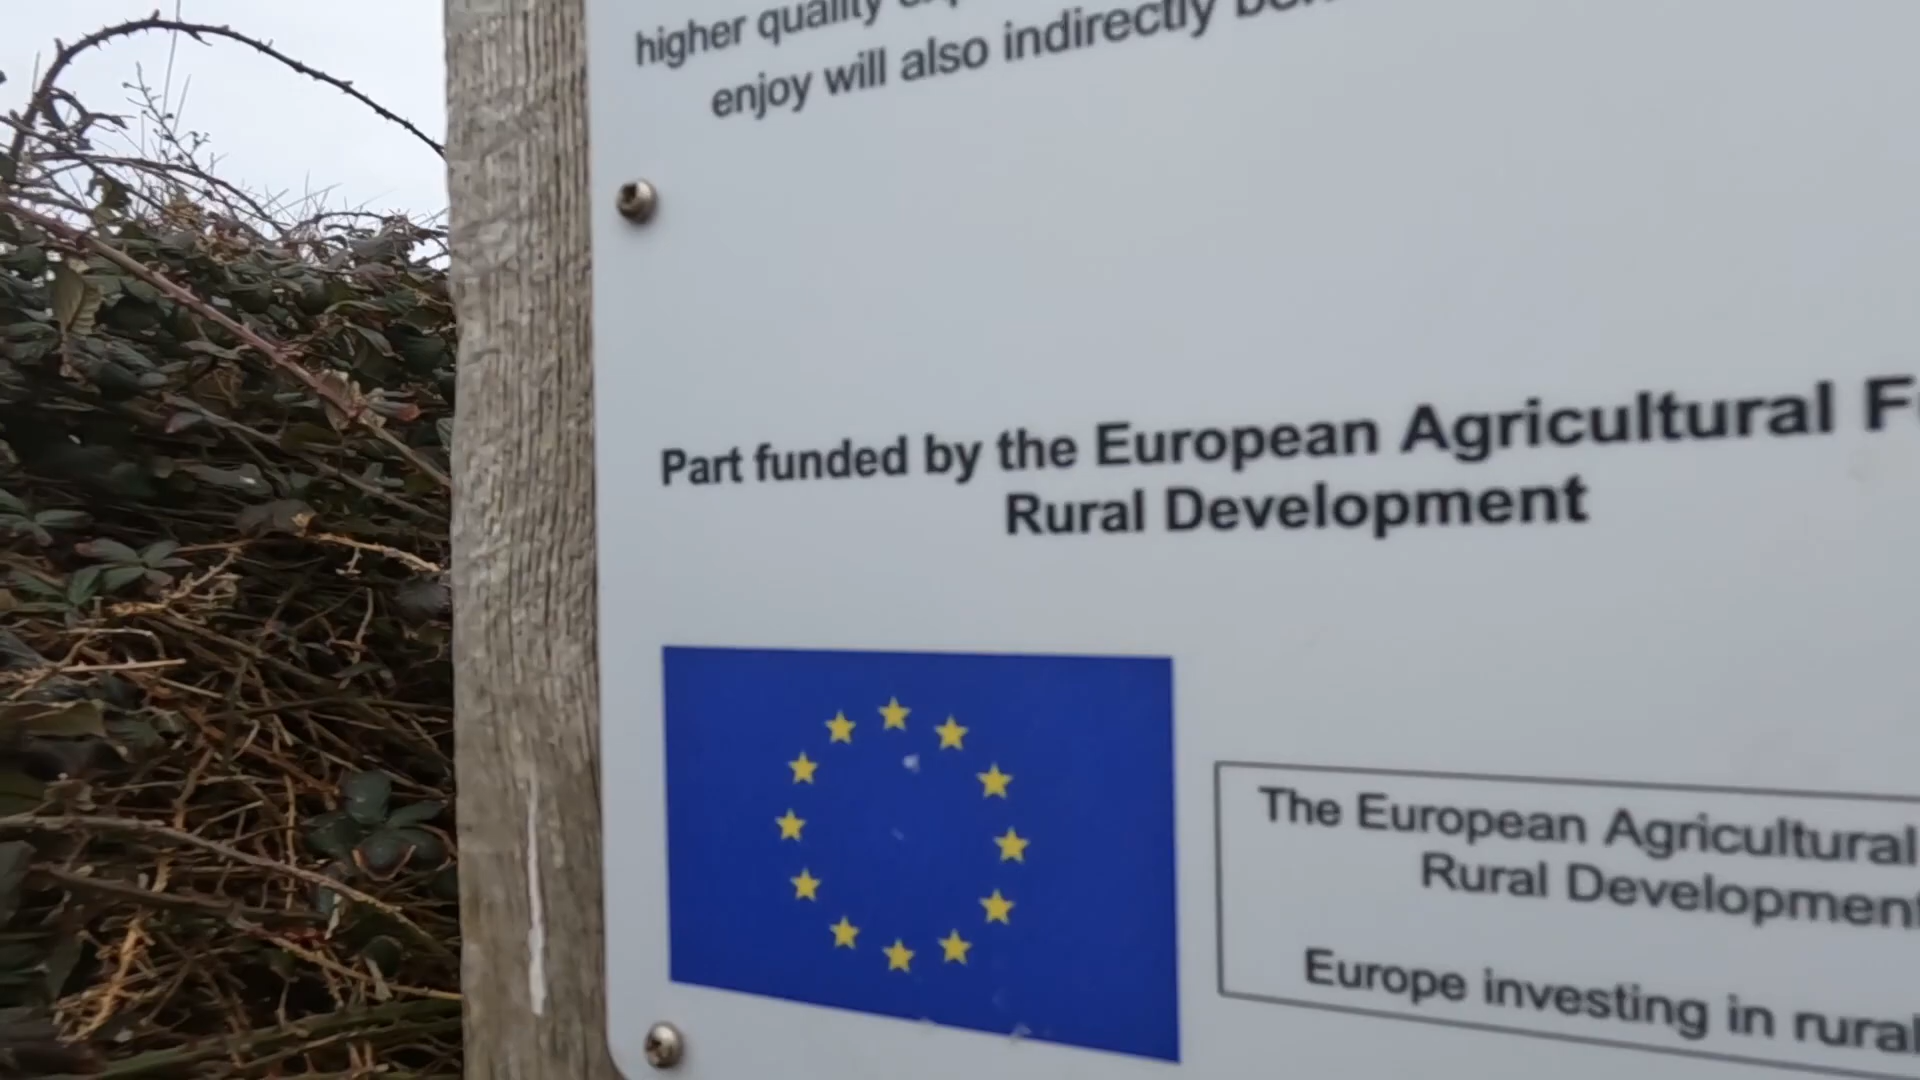 higher quality
enjoy will also indirectly
Part funded by the European Agricultural F
Rural Development
The European Agricultural
Rural Development
Europe investing in rural